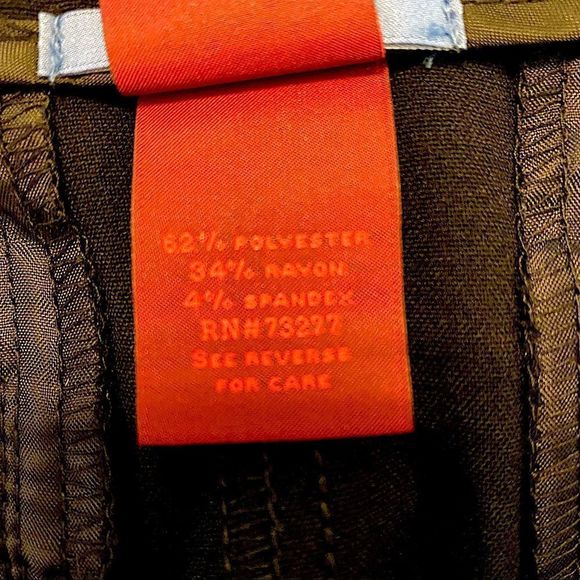 62% POLYESTER
34% RAYON
4% SPANDEX
RN#73277
SEE REVERSE
FOR CARE